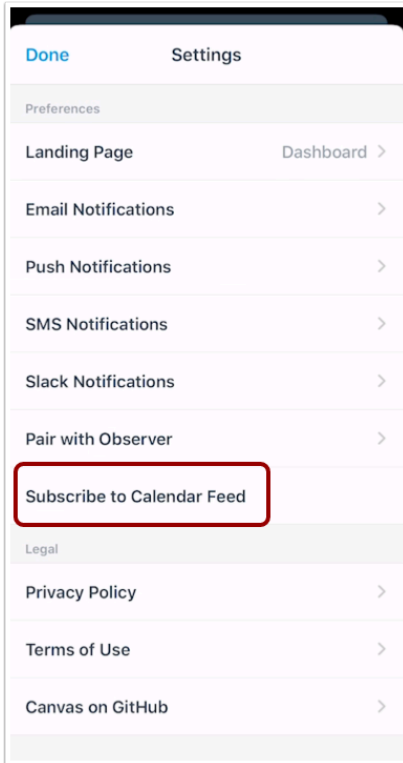 Done Settings
Preferences
Landing Page Dashboard
Email Notifications
Push Notifications
SMS Notifications
Slack Notifications
Pair with Observer
Subscribe to Calendar Feed
Legal
Privacy Policy
Terms of Use
Canvas on GitHub